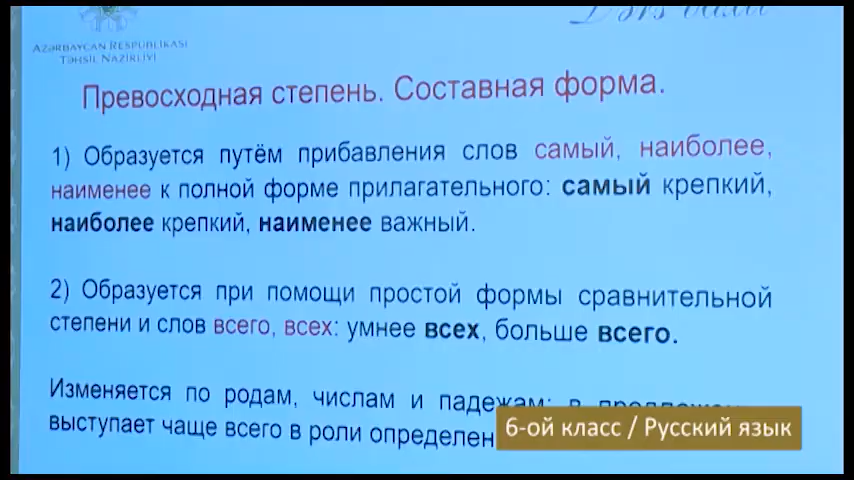 Dərs
AZƏRBAYCAN RESPUBLİKASI
TƏHSİL NAZİRLİYİ
Превосходная степень. Составная форма.
1) Образуется путём прибавления слов самый, наиболее,
наименее к полной форме прилагательного: самый крепкий,
наиболее крепкий, наименее важный.
2) Образуется при помощи простой формы сравнительной
степени и слов всего, всех: умнее всех, больше всего.
Изменяется по родам, числам и падежам; в
выступает чаще всего в роли
6-ой класс / Русский язык